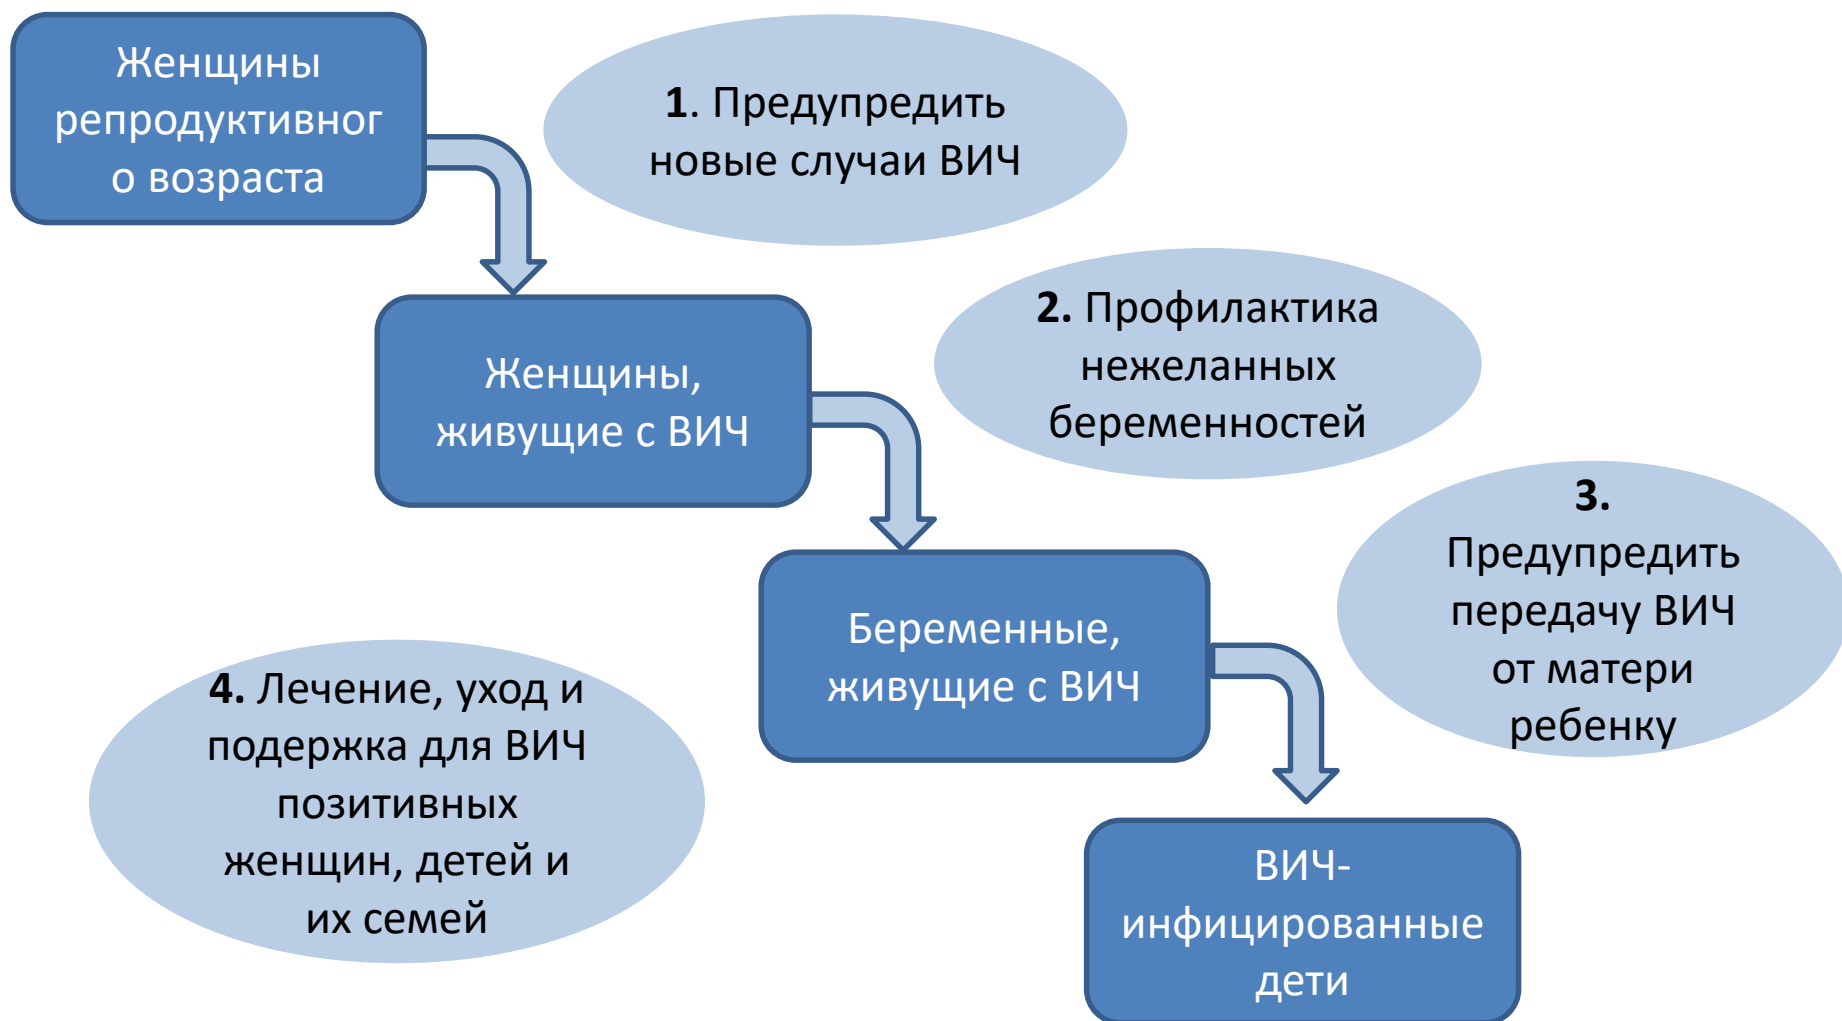 Женщины
репродуктивног
о возраста
1. Предупредить
новые случаи ВИЧ
Женщины,
живущие с ВИЧ
2. Профилактика
нежеланных
беременностей
Беременные,
живущие с ВИЧ
3.
Предупредить
передачу ВИЧ
от матери
ребенку
4. Лечение, уход и
подержка для ВИЧ
позитивных
женщин, детей и
их семей
ВИЧ-
инфицированные
дети